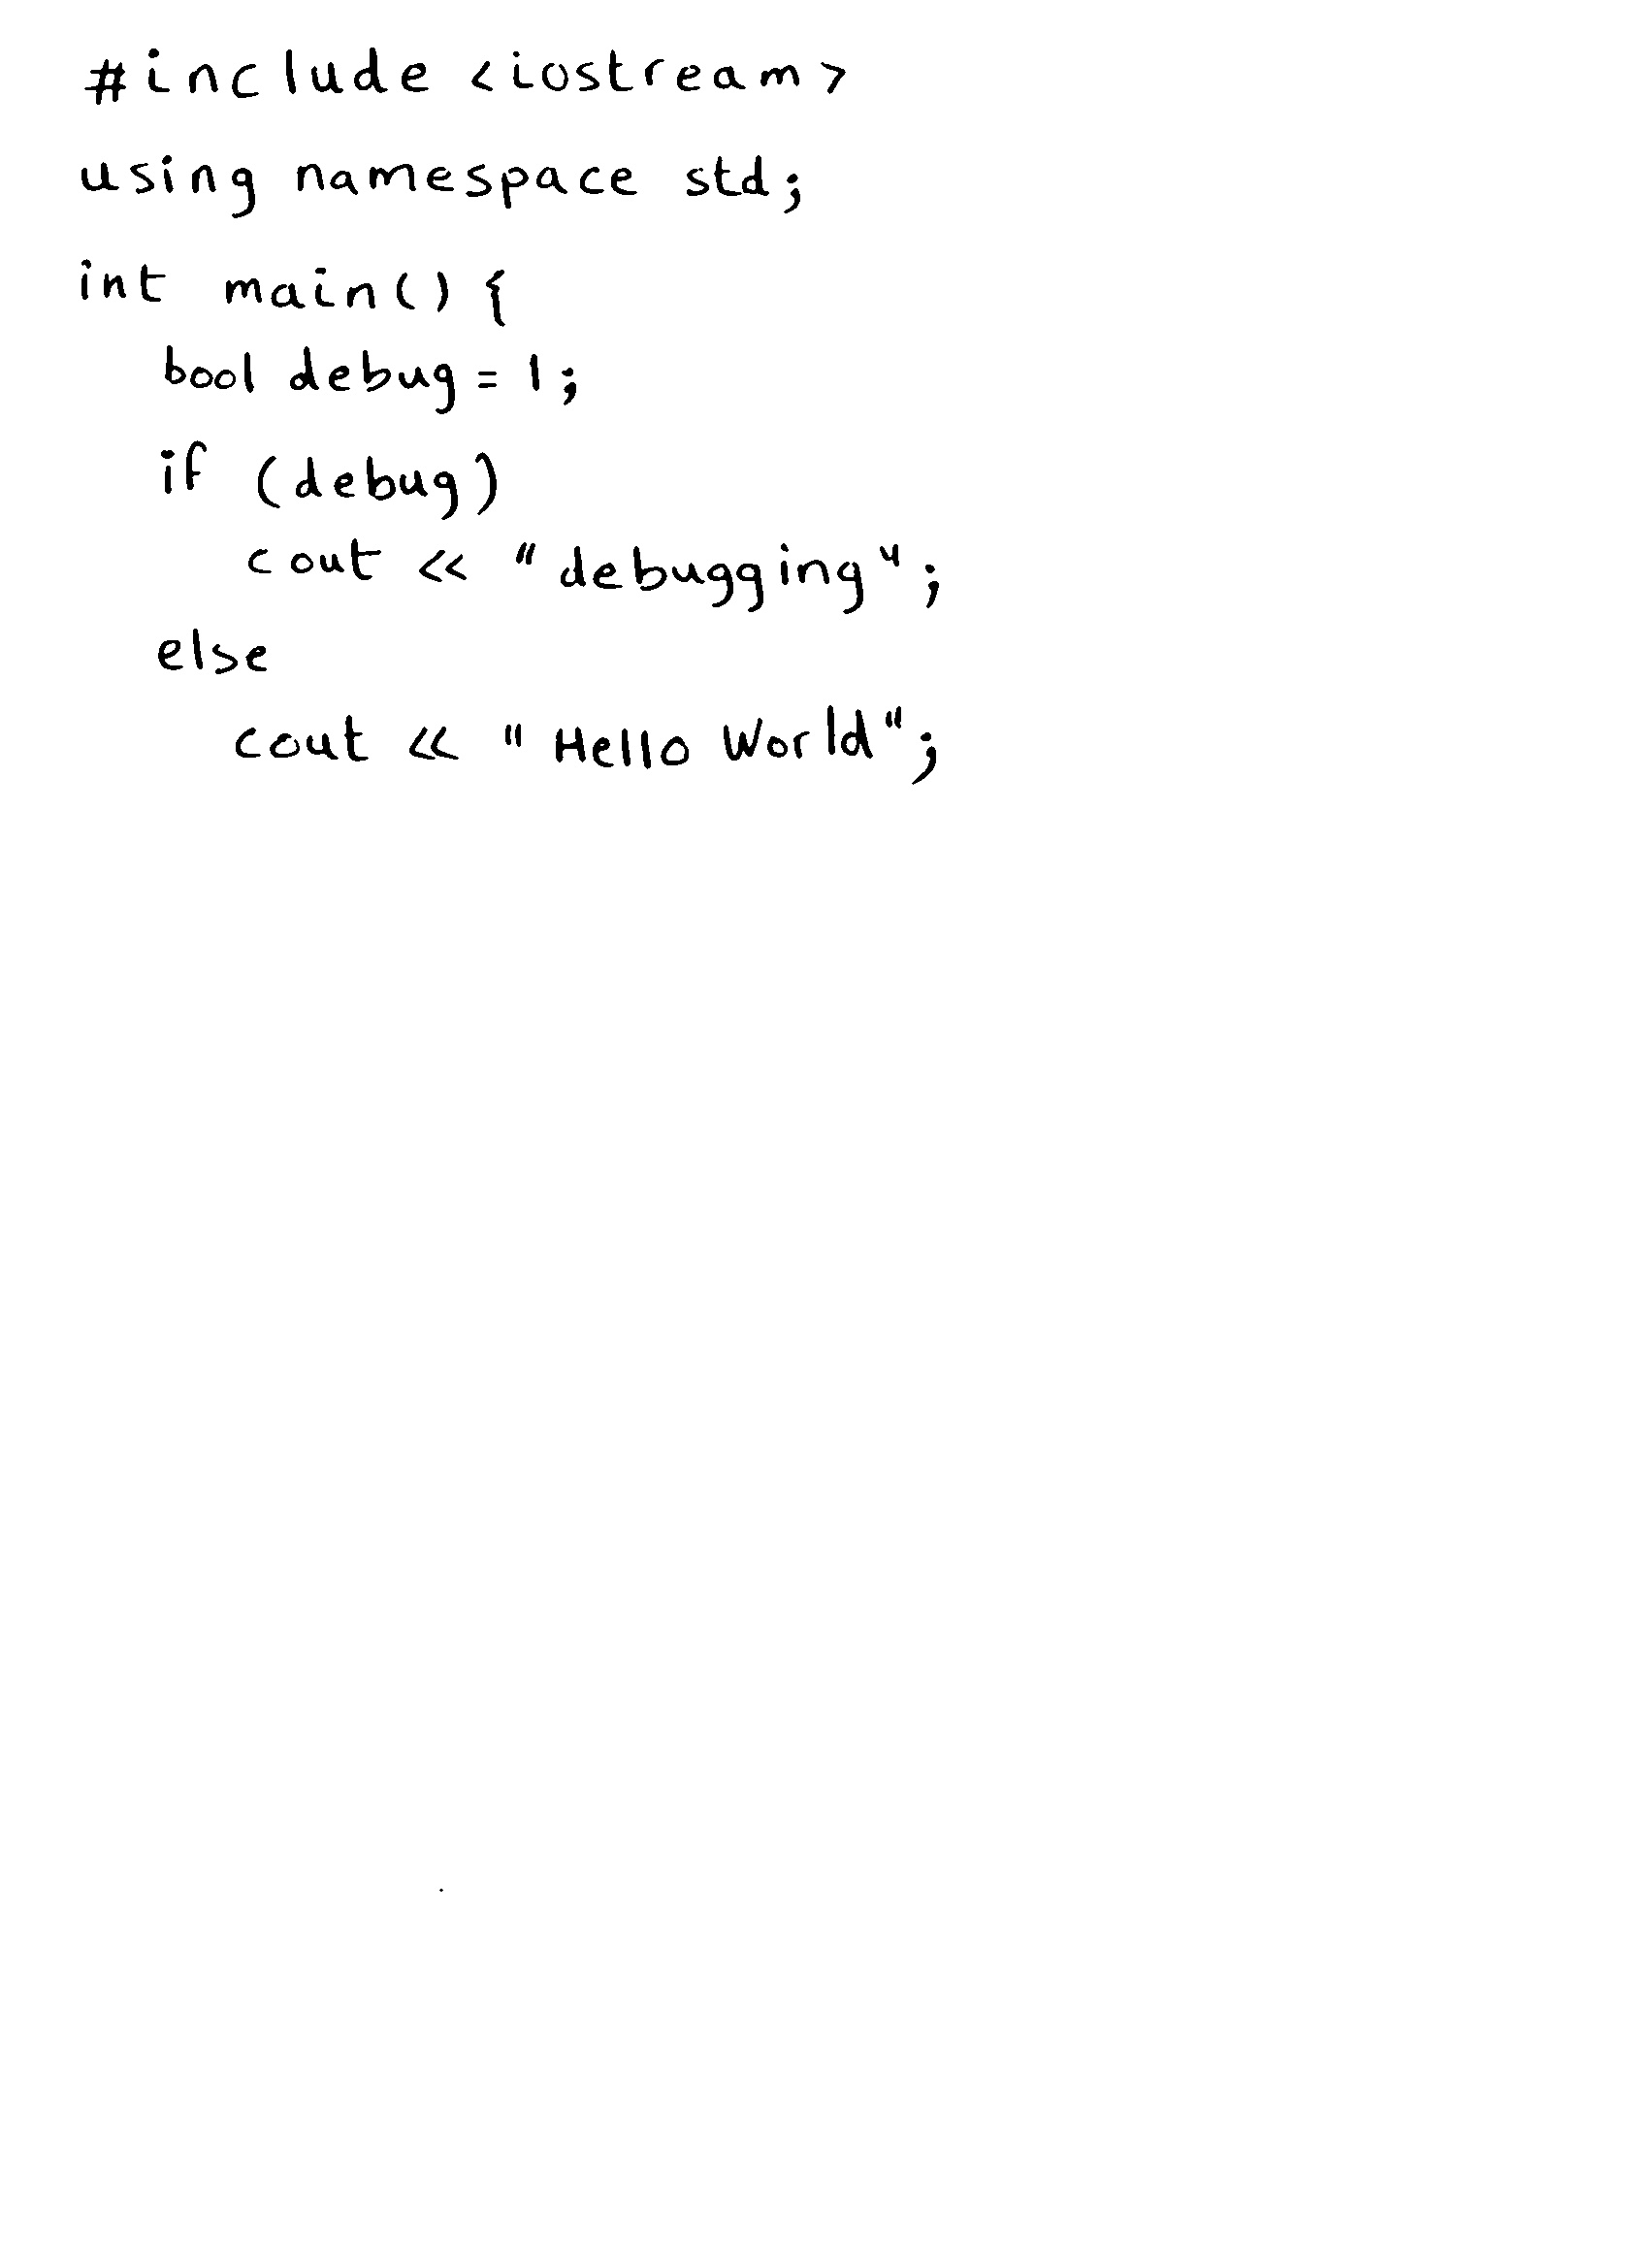 #include <iostream>
using namespace std;
int main() {
bool debug = 1;
if (debug)
cout << "debugging";
else
cout << "Hello World";